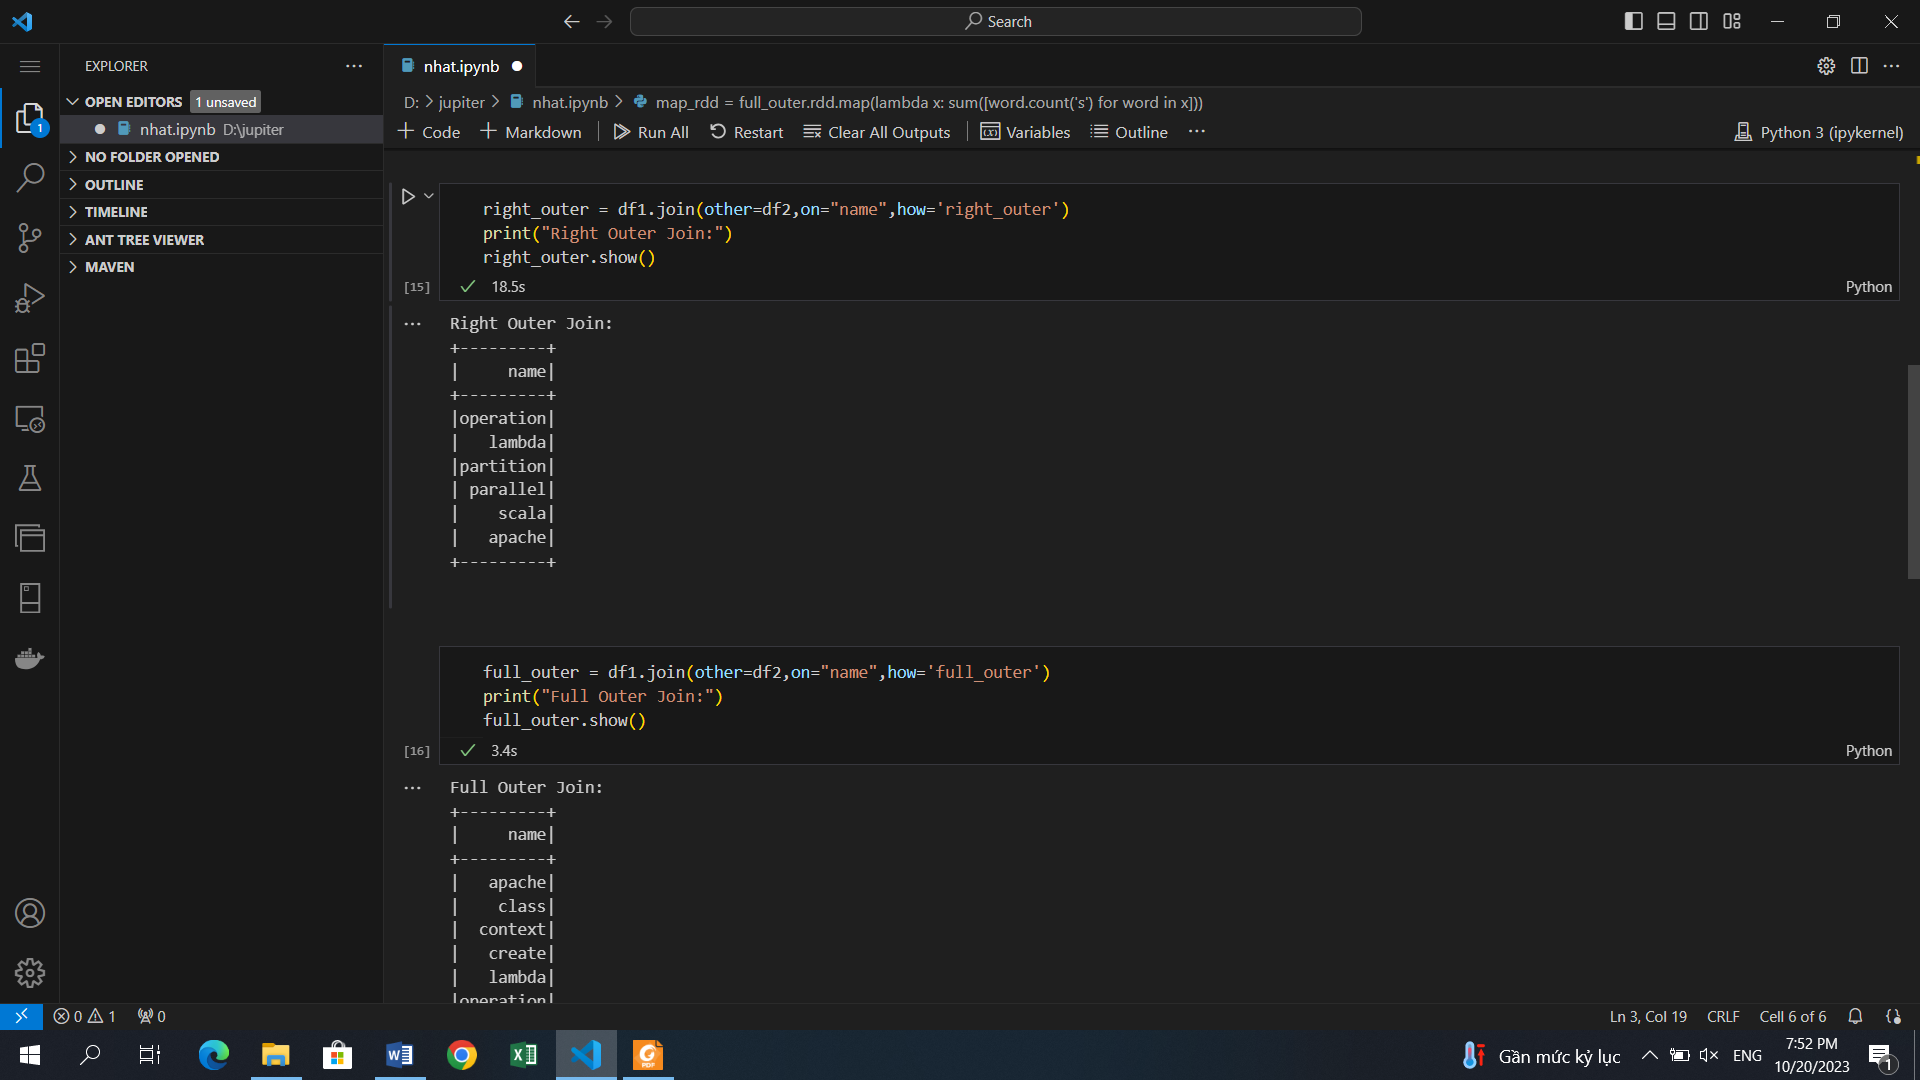 Search
EXPLORER
nhat.ipynb
OPEN EDITORS 1 unsaved
nhat.ipynb D:\jupiter
NO FOLDER OPENED
OUTLINE
TIMELINE
ANT TREE VIEWER
MAVEN
1
D: > jupiter > nhat.ipynb > map_rdd = full_outer.rdd.map(lambda x: sum([word.count('s') for word in x]))
+ Code + Markdown Run All Restart Clear All Outputs Variables Outline ... Python 3 (ipykernel)
right_outer = df1.join(other=df2,on="name",how='right_outer')
print("Right Outer Join:")
right_outer.show()
[15] 18.5s Python
Right Outer Join:
+---------+
|     name|
+---------+
|operation|
|   lambda|
|partition|
| parallel|
|    scala|
|   apache|
+---------+
full_outer = df1.join(other=df2,on="name",how='full_outer')
print("Full Outer Join:")
full_outer.show()
[16] 3.4s Python
Full Outer Join:
+---------+
|     name|
+---------+
|   apache|
|    class|
|  context|
|   create|
|   lambda|
|operation|
0 1 0 Ln 3, Col 19 CRLF Cell 6 of 6
Gần mức kỷ lục ENG 7:52 PM
10/20/2023 1